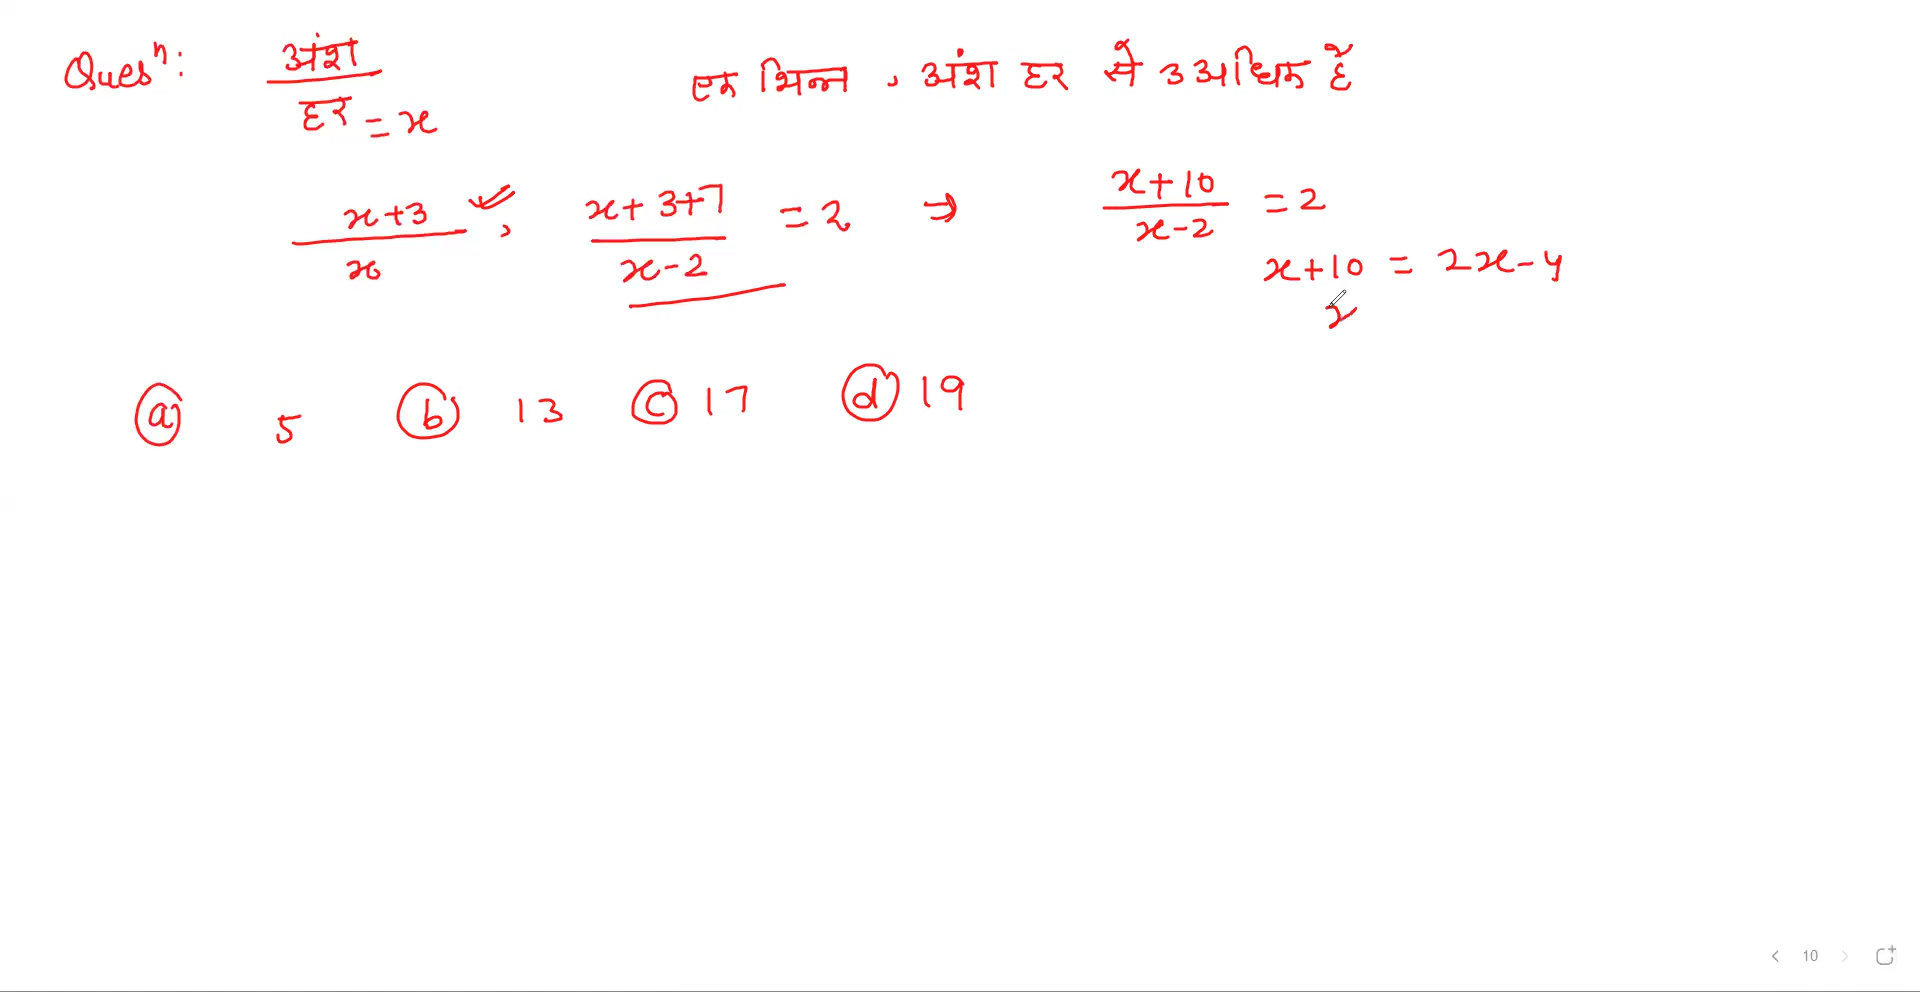 Quesⁿ: अंश/हर = x एक भिन्न, अंश हर से 3 अधिक है
(x+3)/x, (x+3+7)/(x-2) = 2 ⇒ (x+10)/(x-2) = 2
x+10 = 2x-4
x
(a) 5 (b) 13 (c) 17 (d) 19
10